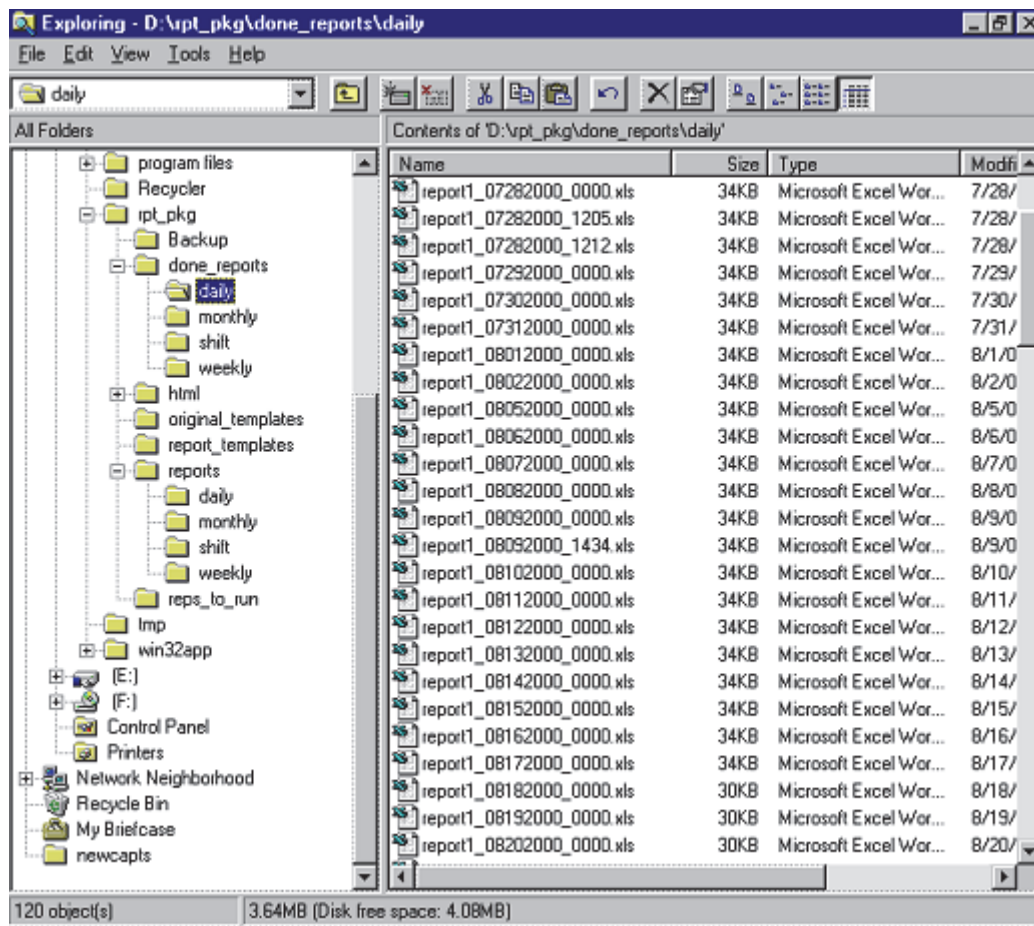 Exploring - D:\rpt_pkg\done_reports\daily
File Edit View Tools Help
daily
All Folders
Contents of 'D:\rpt_pkg\done_reports\daily'
program files
Recycler
rpt_pkg
Backup
done_reports
daily
monthly
shift
weekly
html
original_templates
report_templates
reports
daily
monthly
shift
weekly
reps_to_run
tmp
win32app
(E:)
(F:)
Control Panel
Printers
Network Neighborhood
Recycle Bin
My Briefcase
newcapts
Name Size Type Modifi
report1_07282000_0000.xls 34KB Microsoft Excel Wor... 7/28/
report1_07282000_1205.xls 34KB Microsoft Excel Wor... 7/28/
report1_07282000_1212.xls 34KB Microsoft Excel Wor... 7/28/
report1_07292000_0000.xls 34KB Microsoft Excel Wor... 7/29/
report1_07302000_0000.xls 34KB Microsoft Excel Wor... 7/30/
report1_07312000_0000.xls 34KB Microsoft Excel Wor... 7/31/
report1_08012000_0000.xls 34KB Microsoft Excel Wor... 8/1/0
report1_08022000_0000.xls 34KB Microsoft Excel Wor... 8/2/0
report1_08052000_0000.xls 34KB Microsoft Excel Wor... 8/5/0
report1_08062000_0000.xls 34KB Microsoft Excel Wor... 8/6/0
report1_08072000_0000.xls 34KB Microsoft Excel Wor... 8/7/0
report1_08082000_0000.xls 34KB Microsoft Excel Wor... 8/8/0
report1_08092000_0000.xls 34KB Microsoft Excel Wor... 8/9/0
report1_08092000_1434.xls 34KB Microsoft Excel Wor... 8/9/0
report1_08102000_0000.xls 34KB Microsoft Excel Wor... 8/10/
report1_08112000_0000.xls 34KB Microsoft Excel Wor... 8/11/
report1_08122000_0000.xls 34KB Microsoft Excel Wor... 8/12/
report1_08132000_0000.xls 34KB Microsoft Excel Wor... 8/13/
report1_08142000_0000.xls 34KB Microsoft Excel Wor... 8/14/
report1_08152000_0000.xls 34KB Microsoft Excel Wor... 8/15/
report1_08162000_0000.xls 34KB Microsoft Excel Wor... 8/16/
report1_08172000_0000.xls 34KB Microsoft Excel Wor... 8/17/
report1_08182000_0000.xls 30KB Microsoft Excel Wor... 8/18/
report1_08192000_0000.xls 30KB Microsoft Excel Wor... 8/19/
report1_08202000_0000.xls 30KB Microsoft Excel Wor... 8/20/
120 object(s) 3.64MB (Disk free space: 4.08MB)